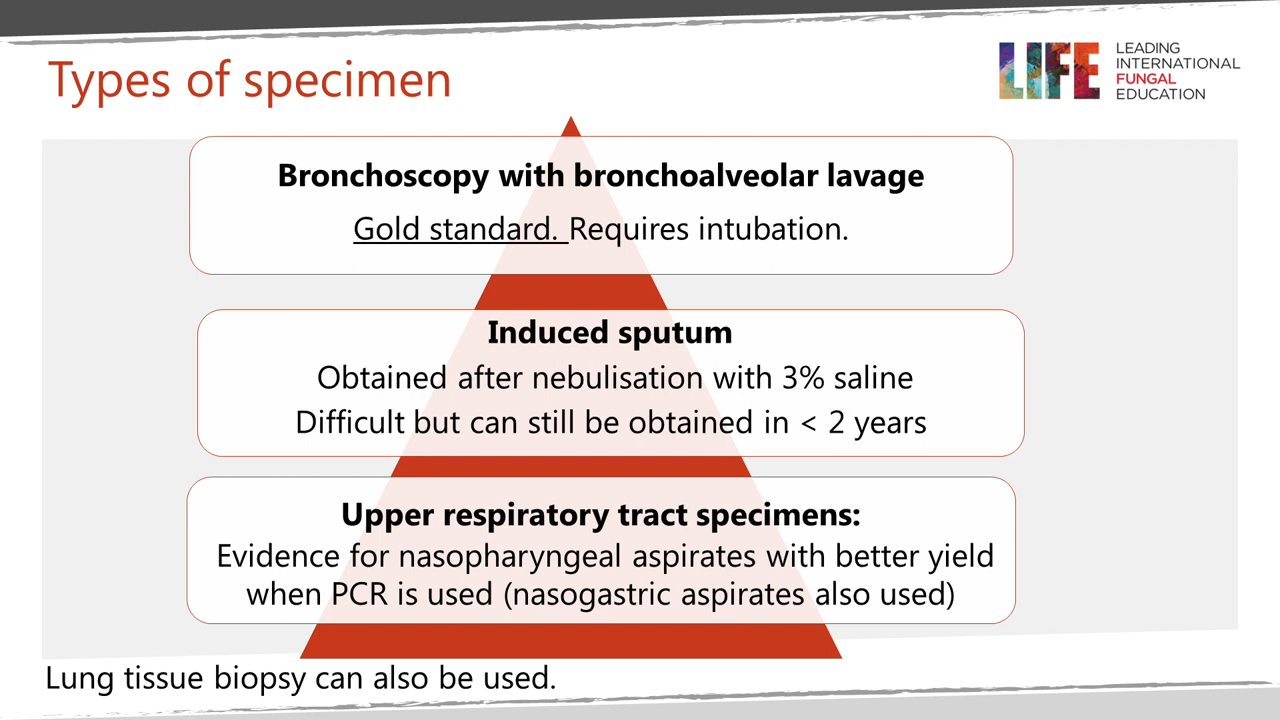 Types of specimen
LIFE
LEADING
INTERNATIONAL
FUNGAL
EDUCATION
Bronchoscopy with bronchoalveolar lavage
Gold standard. Requires intubation.
Induced sputum
Obtained after nebulisation with 3% saline
Difficult but can still be obtained in < 2 years
Upper respiratory tract specimens:
Evidence for nasopharyngeal aspirates with better yield
when PCR is used (nasogastric aspirates also used)
Lung tissue biopsy can also be used.